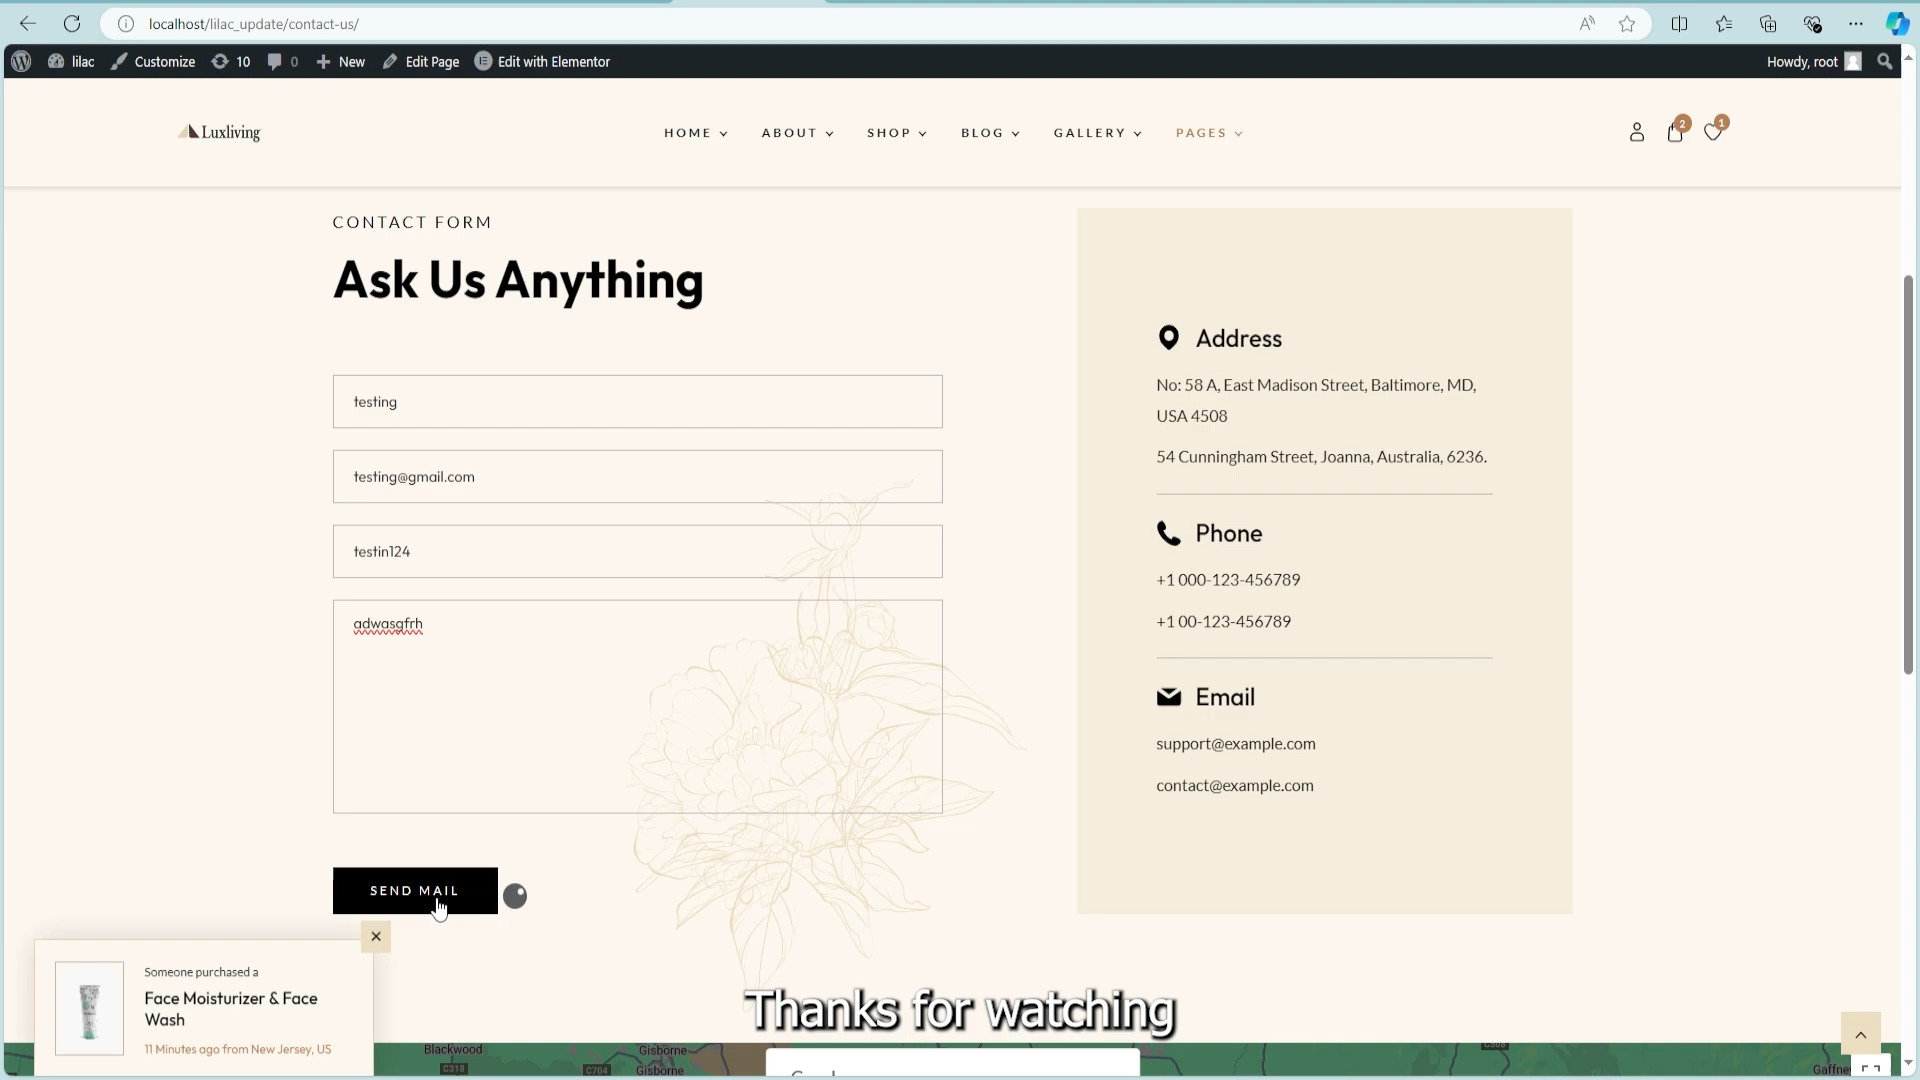 localhost/lilac_update/contact-us/
lilac Customize 10 0 New Edit Page Edit with Elementor Howdy, root
Luxliving HOME ABOUT SHOP BLOG GALLERY PAGES 2 1
CONTACT FORM
Ask Us Anything
testing
testing@gmail.com
testin124
adwasgfrh
SEND MAIL
Address
No: 58 A, East Madison Street, Baltimore, MD,
USA 4508
54 Cunningham Street, Joanna, Australia, 6236.
Phone
+1 000-123-456789
+1 00-123-456789
Email
support@example.com
contact@example.com
Someone purchased a
Face Moisturizer & Face
Wash
11 Minutes ago from New Jersey, US
Thanks for watching
Blackwood Gisborne
C318 C704 Gisborne